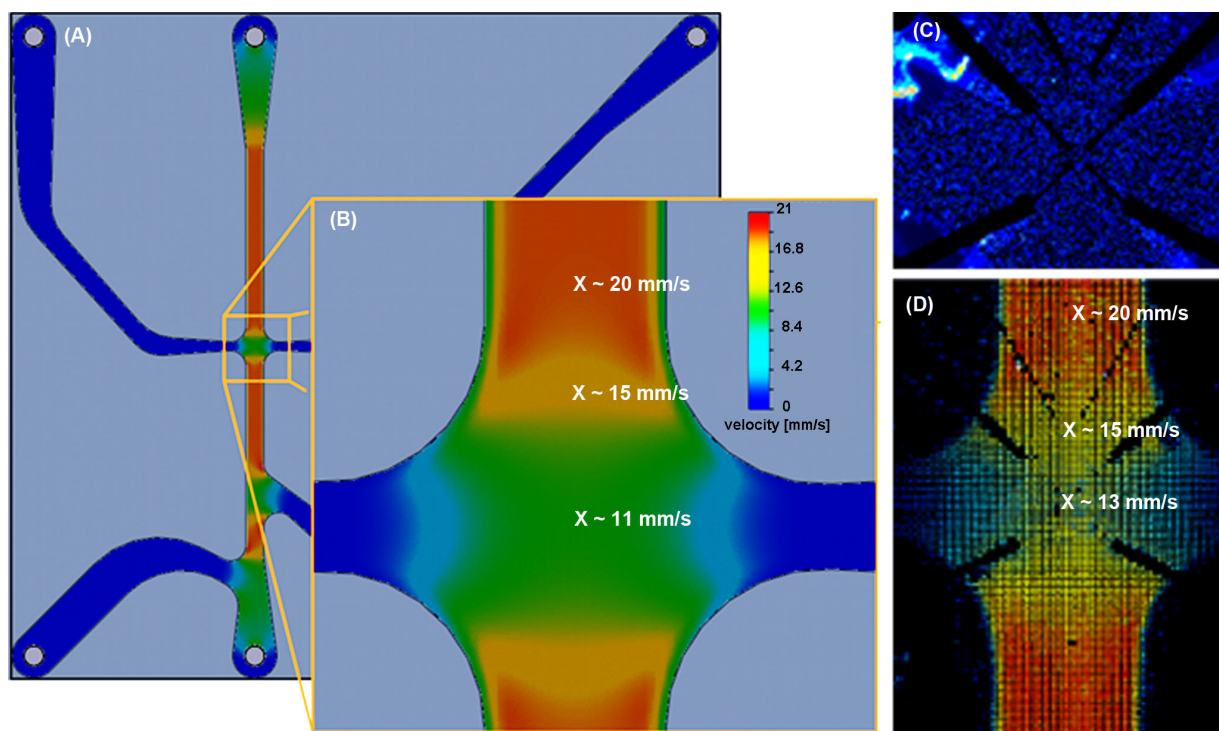 (A)
(B)
X ~ 20 mm/s
X ~ 15 mm/s
X ~ 11 mm/s
21
16.8
12.6
8.4
4.2
0
velocity [mm/s]
(C)
(D)
X ~ 20 mm/s
X ~ 15 mm/s
X ~ 13 mm/s